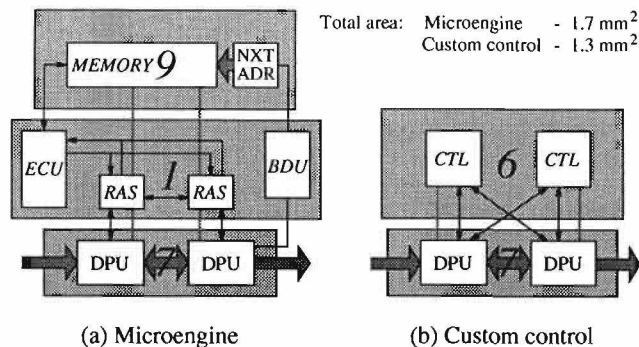 Total area: Microengine - 1.7 mm²
Custom control - 1.3 mm²
MEMORY 9
NXT
ADR
ECU
RAS
1
RAS
BDU
DPU
7
DPU
(a) Microengine
CTL
6
CTL
DPU
7
DPU
(b) Custom control